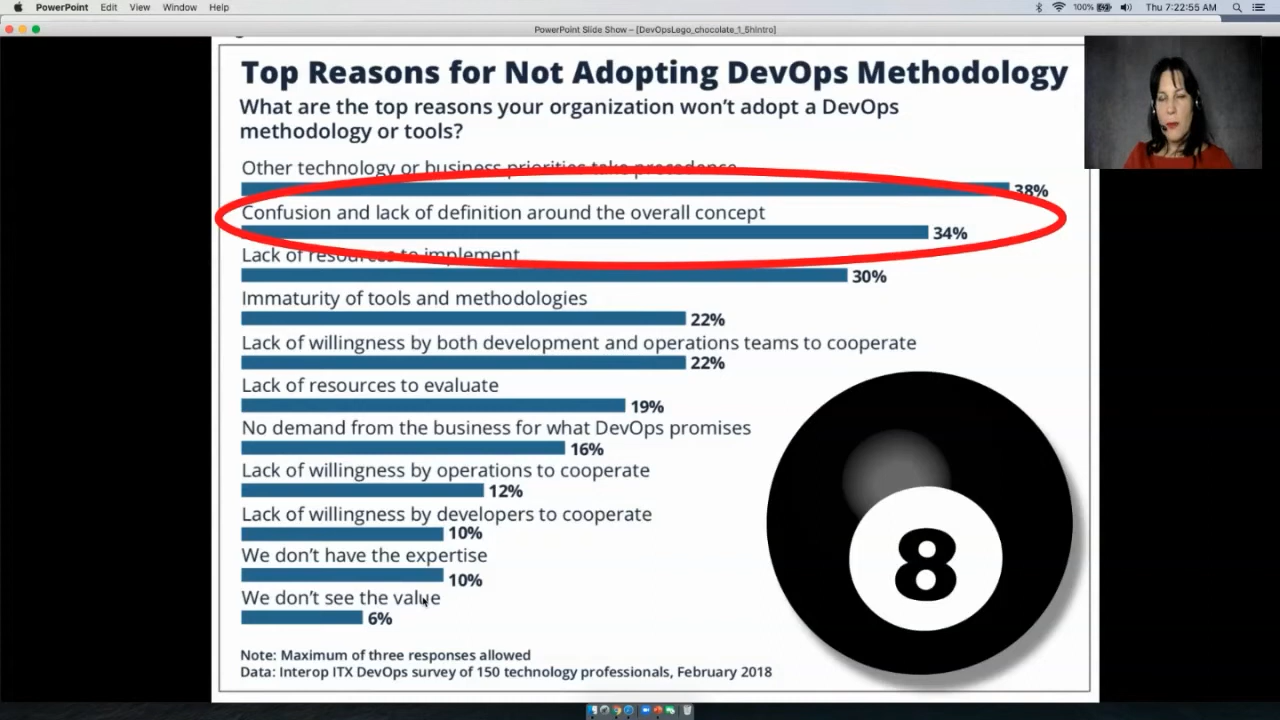 PowerPoint Edit View Window Help 100% Thu 7:22:55 AM
PowerPoint Slide Show – [DevOpsLego_chocolate_1_5hIntro]
Top Reasons for Not Adopting DevOps Methodology
What are the top reasons your organization won’t adopt a DevOps
methodology or tools?
Other technology or business priorities take precedence
38%
Confusion and lack of definition around the overall concept
34%
Lack of resources to implement
30%
Immaturity of tools and methodologies
22%
Lack of willingness by both development and operations teams to cooperate
22%
Lack of resources to evaluate
19%
No demand from the business for what DevOps promises
16%
Lack of willingness by operations to cooperate
12%
Lack of willingness by developers to cooperate
10%
We don’t have the expertise
10%
We don’t see the value
6%
8
Note: Maximum of three responses allowed
Data: Interop ITX DevOps survey of 150 technology professionals, February 2018